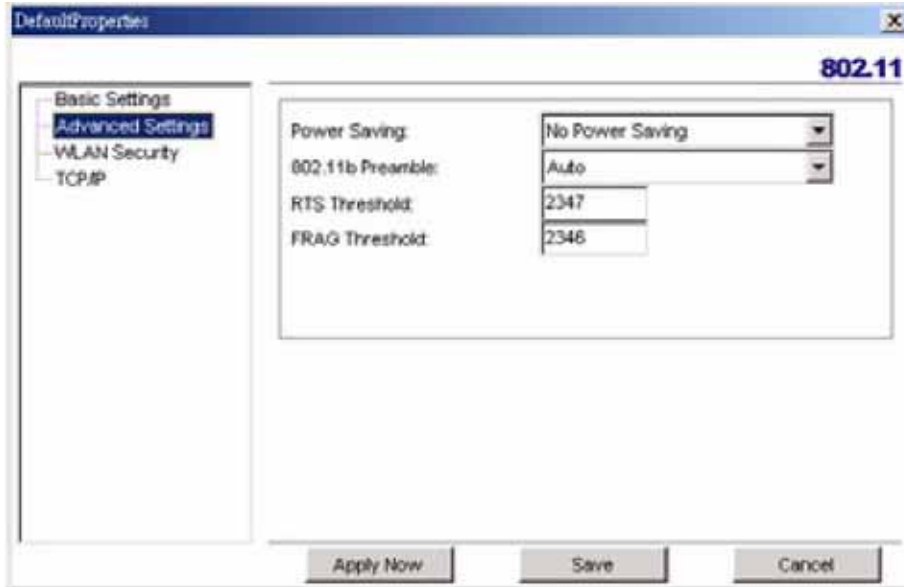 DefaultProperties
802.11
Basic Settings
Advanced Settings
WLAN Security
TCP/IP
Power Saving: No Power Saving
802.11b Preamble: Auto
RTS Threshold: 2347
FRAG Threshold: 2346
Apply Now Save Cancel